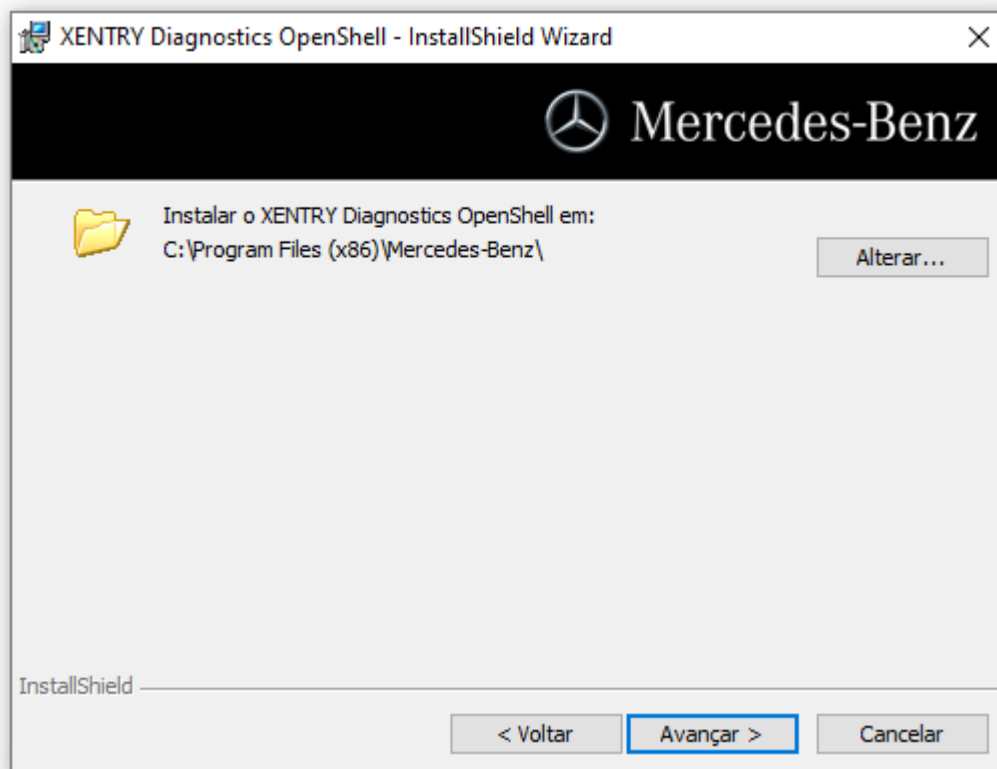 XENTRY Diagnostics OpenShell - InstallShield Wizard
Mercedes-Benz
Instalar o XENTRY Diagnostics OpenShell em:
C:\Program Files (x86)\Mercedes-Benz\
Alterar...
InstallShield
< Voltar
Avançar >
Cancelar